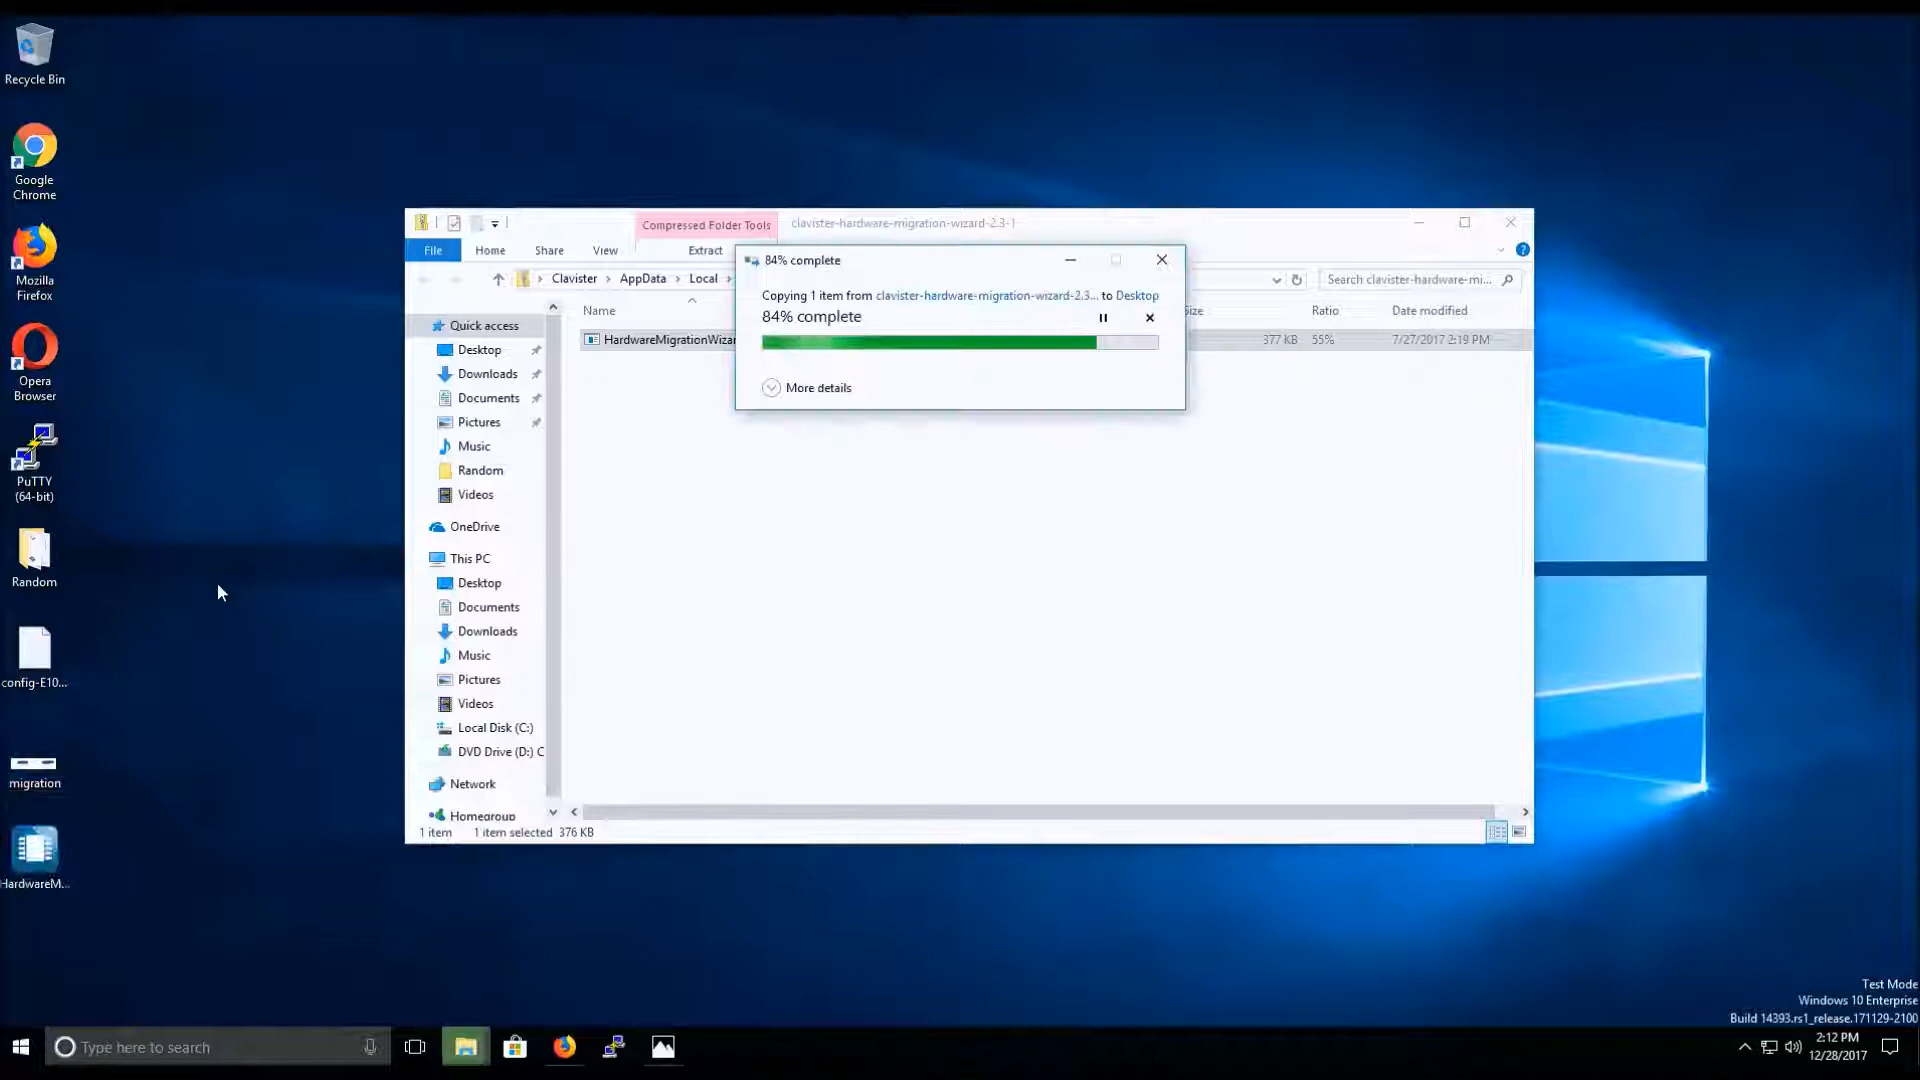 Recycle Bin
Google
Chrome
Mozilla
Firefox
Opera
Browser
PuTTY
(64-bit)
Random
config-E10...
migration
HardwareM...
Compressed Folder Tools
clavister-hardware-migration-wizard-2.3-1
File
Home
Share
View
Extract
Clavister
AppData
Local
Search clavister-hardware-mi...
Name
Ratio
Date modified
377 KB
55%
7/27/2017 2:19 PM
84% complete
Copying 1 item from clavister-hardware-migration-wizard-2.3... to Desktop
84% complete
More details
Quick access
Desktop
Downloads
Documents
Pictures
Music
Random
Videos
OneDrive
This PC
Desktop
Documents
Downloads
Music
Pictures
Videos
Local Disk (C:)
DVD Drive (D:) C
Network
Homegroup
1 item
1 item selected 376 KB
Test Mode
Windows 10 Enterprise
Build 14393.rs1_release.171129-2100
Type here to search
2:12 PM
12/28/2017